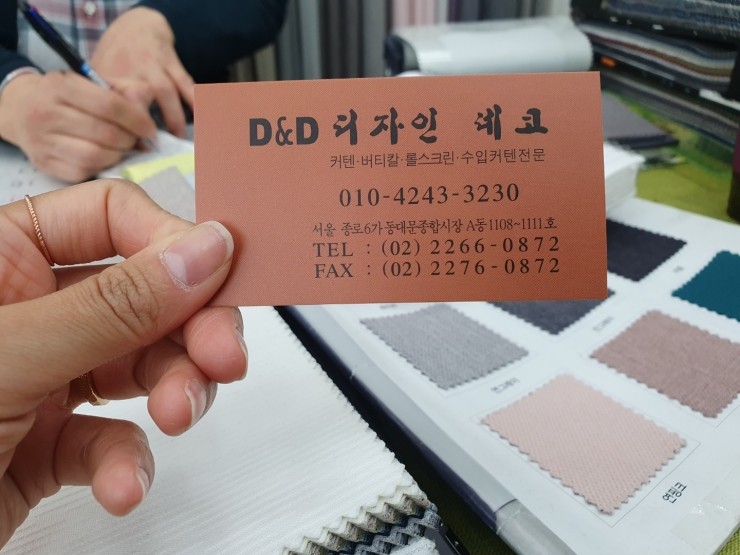 D&D 디자인 데코
커텐·버티칼·롤스크린·수입커텐전문
010-4243-3230
서울 종로6가 동대문종합시장 A동 1108~1111호
TEL : (02) 2266-0872
FAX : (02) 2276-0872